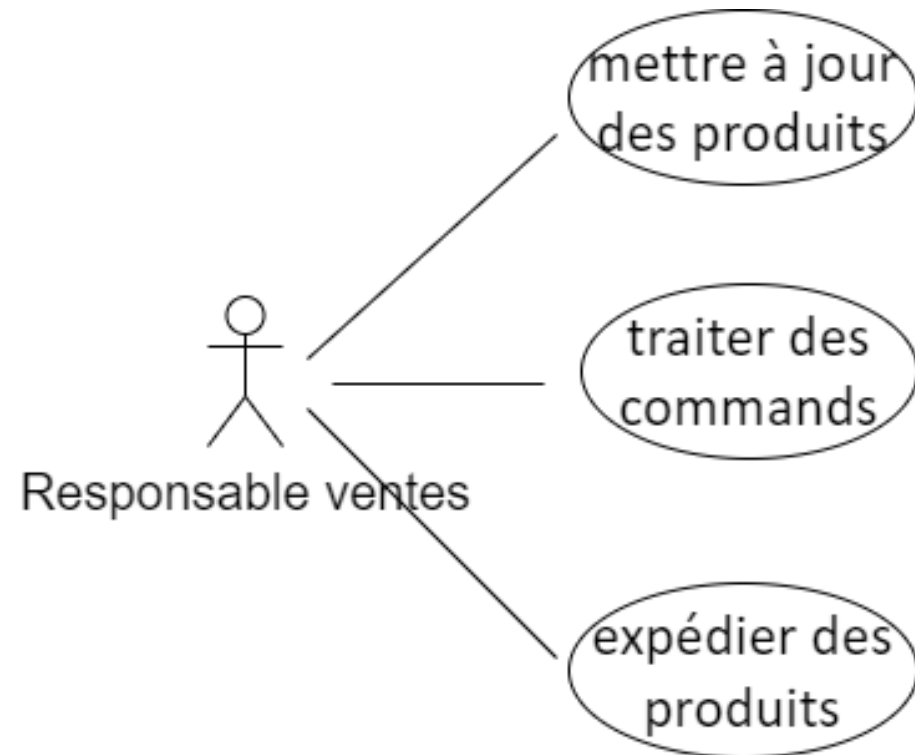 mettre à jour
des produits
traiter des
commands
Responsable ventes
expédier des
produits